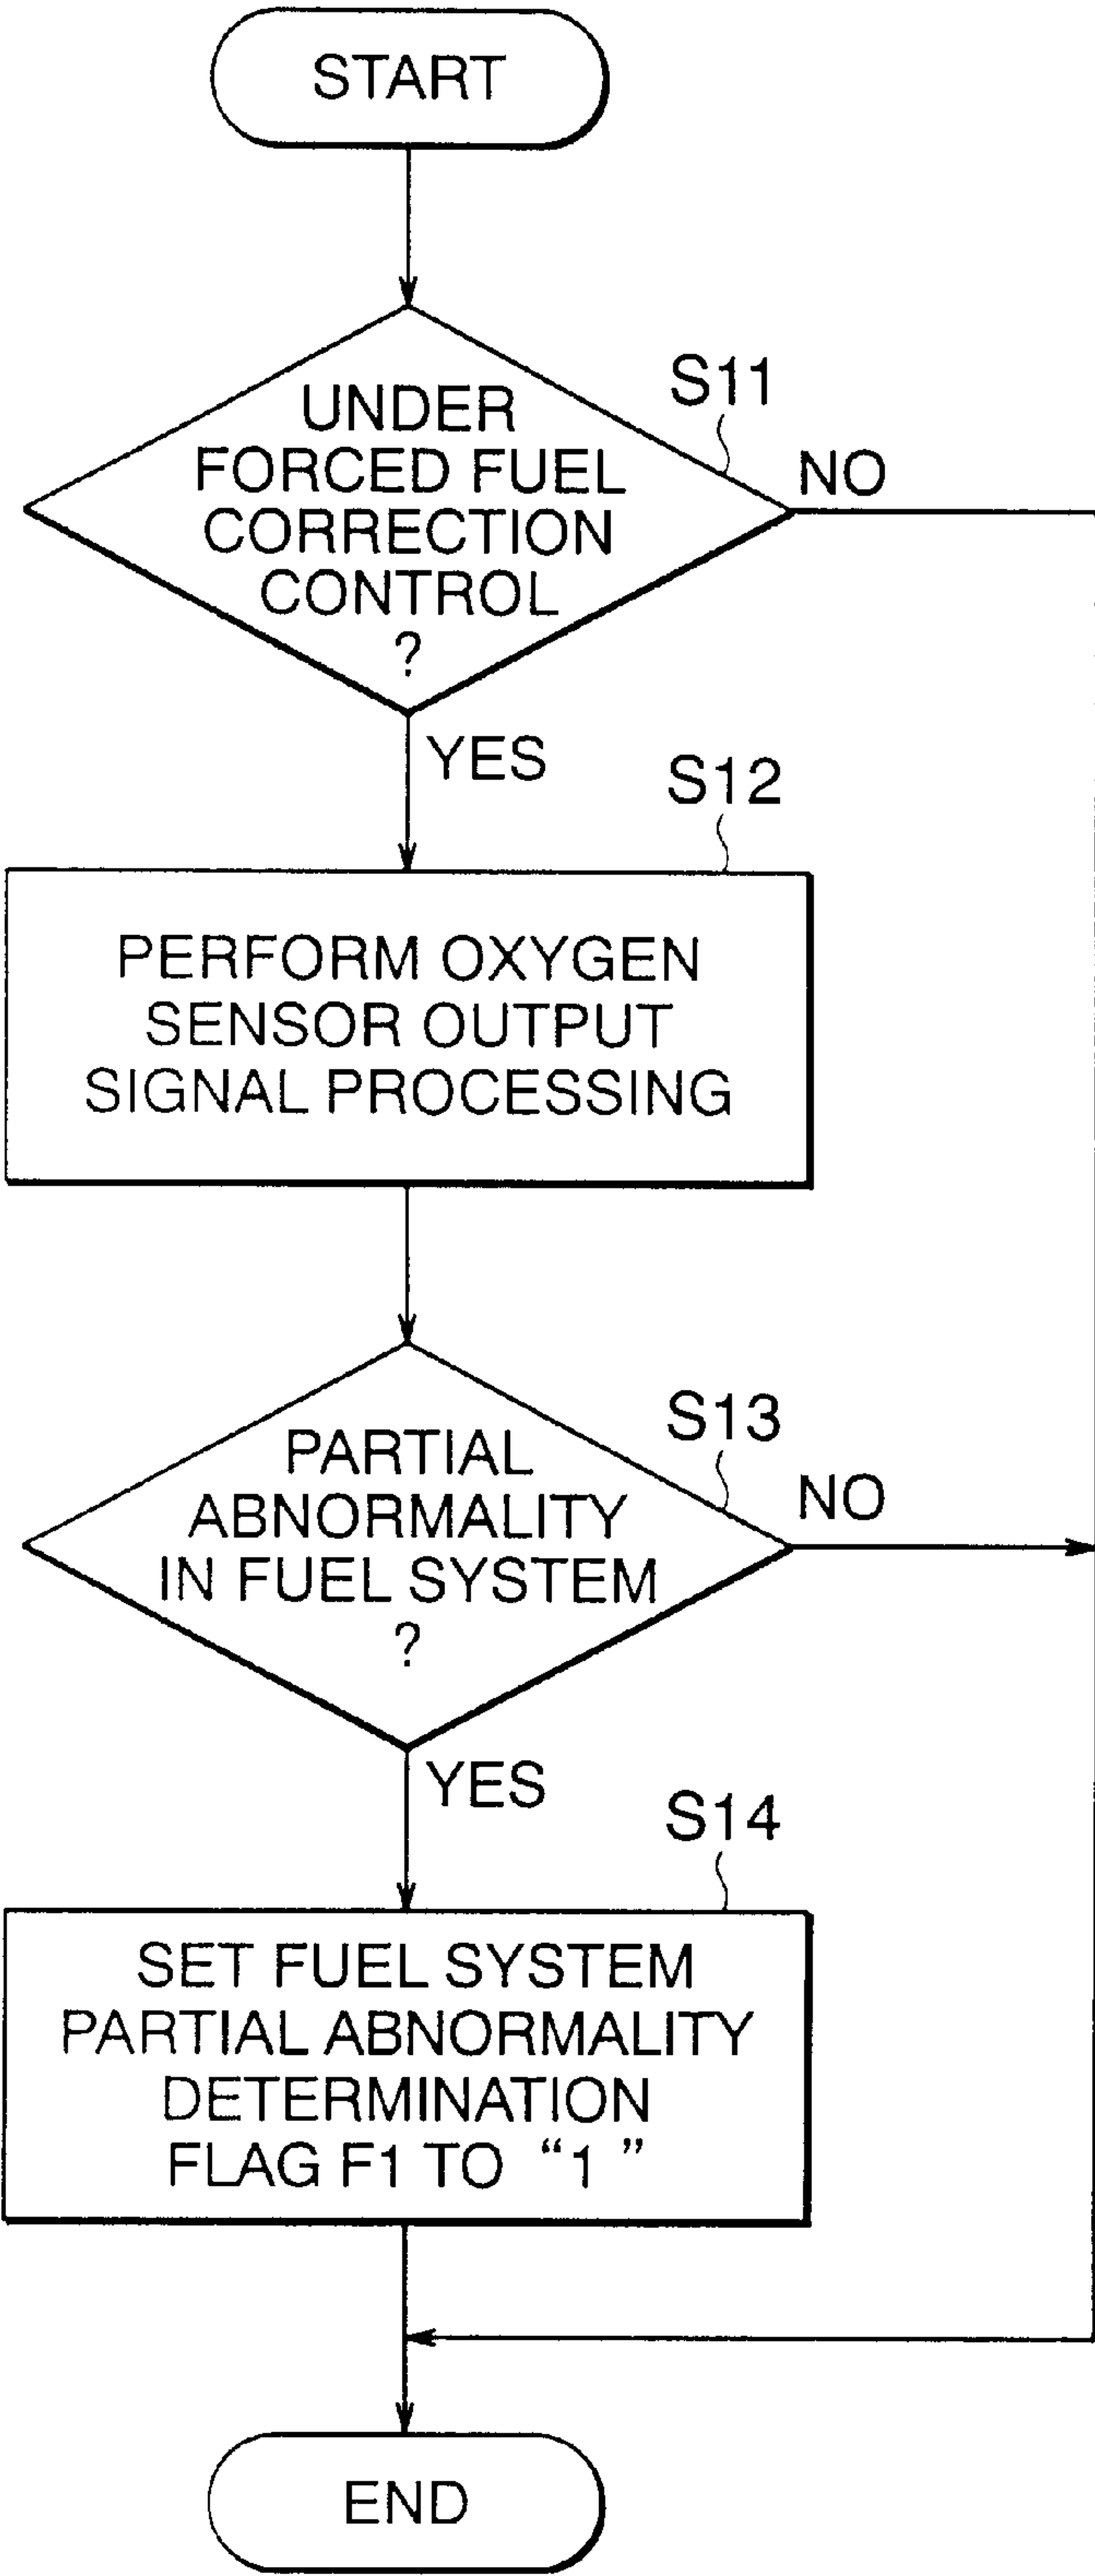 START
S11
UNDER
FORCED FUEL
CORRECTION
CONTROL
?
NO
YES
S12
PERFORM OXYGEN
SENSOR OUTPUT
SIGNAL PROCESSING
S13
PARTIAL
ABNORMALITY
IN FUEL SYSTEM
?
NO
YES
S14
SET FUEL SYSTEM
PARTIAL ABNORMALITY
DETERMINATION
FLAG F1 TO “1”
END